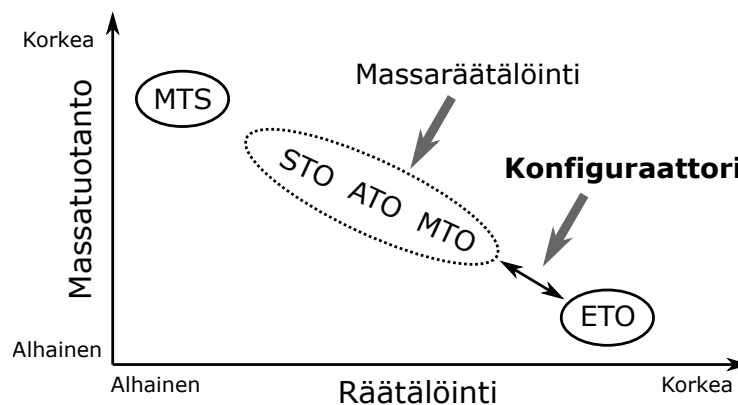 Korkea
Massaräätälöinti
MTS
Massatuotanto
STO ATO MTO
Konfiguraattori
ETO
Alhainen
Alhainen
Räätälöinti
Korkea